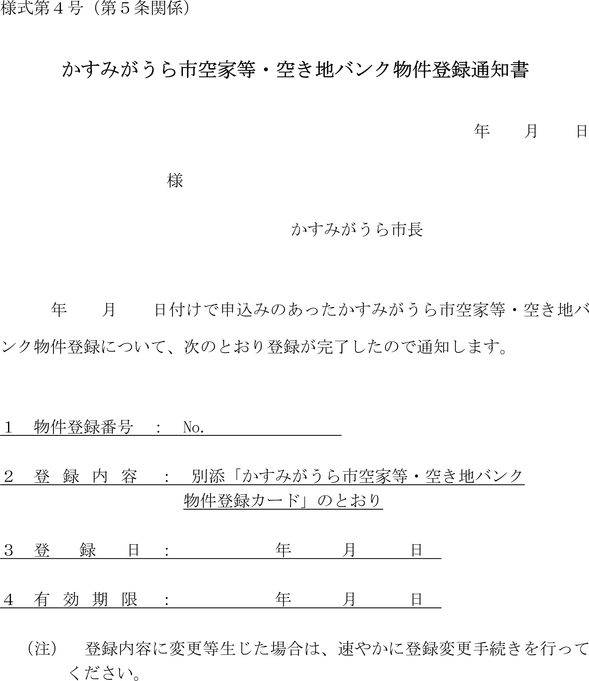 様式第４号（第５条関係）
かすみがうら市空家等・空き地バンク物件登録通知書
年　　月　　日
様
かすみがうら市長
年　　月　　日付けで申込みのあったかすみがうら市空家等・空き地バ
ンク物件登録について、次のとおり登録が完了したので通知します。
１　物件登録番号　：　No.
２　登　録　内　容　：　別添「かすみがうら市空家等・空き地バンク
物件登録カード」のとおり
３　登　　録　　日　：　　　　　　年　　　月　　　日
４　有　効　期　限　：　　　　　　年　　　月　　　日
（注）　登録内容に変更等生じた場合は、速やかに登録変更手続きを行って
ください。